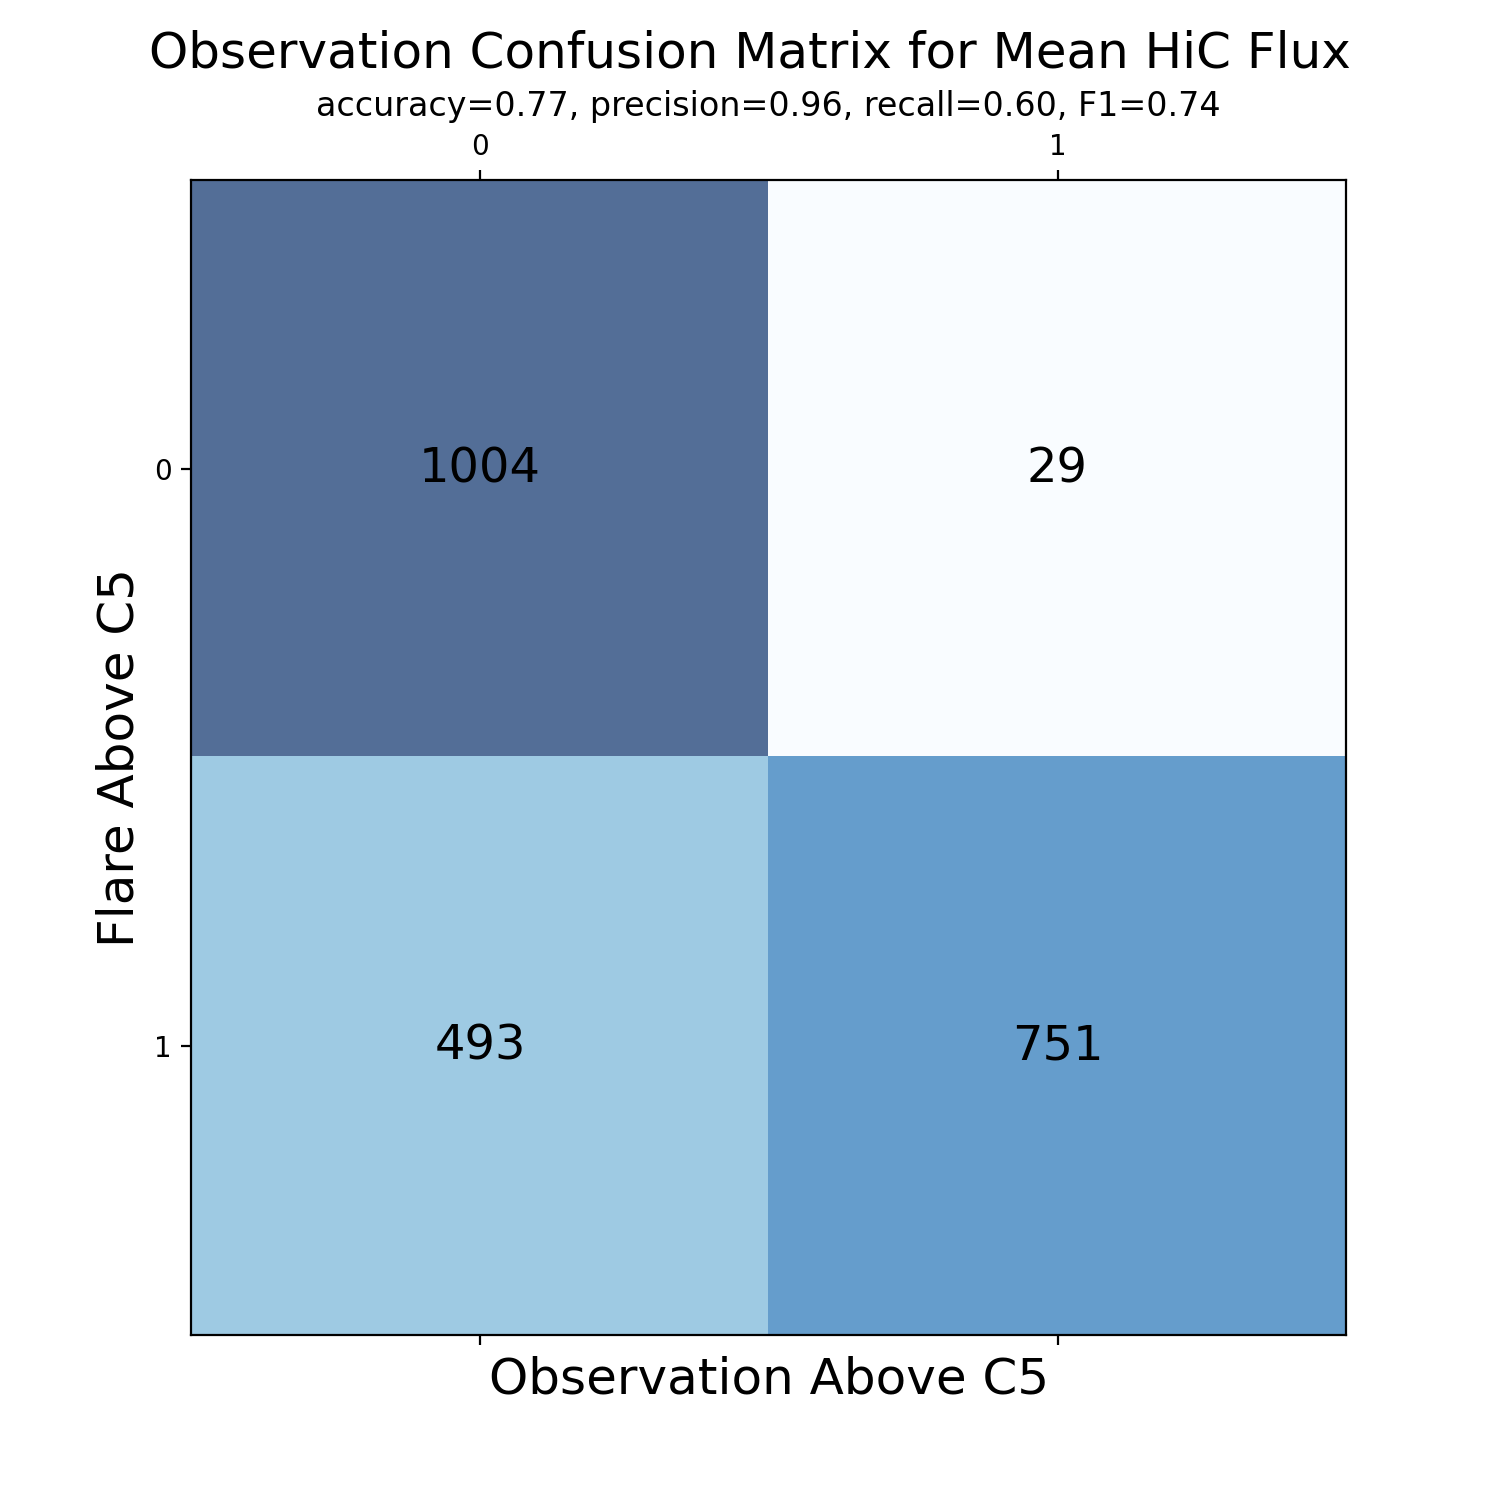 Observation Confusion Matrix for Mean HiC Flux
accuracy=0.77, precision=0.96, recall=0.60, F1=0.74
0 1
0
1004 29
Flare Above C5
1
493 751
Observation Above C5